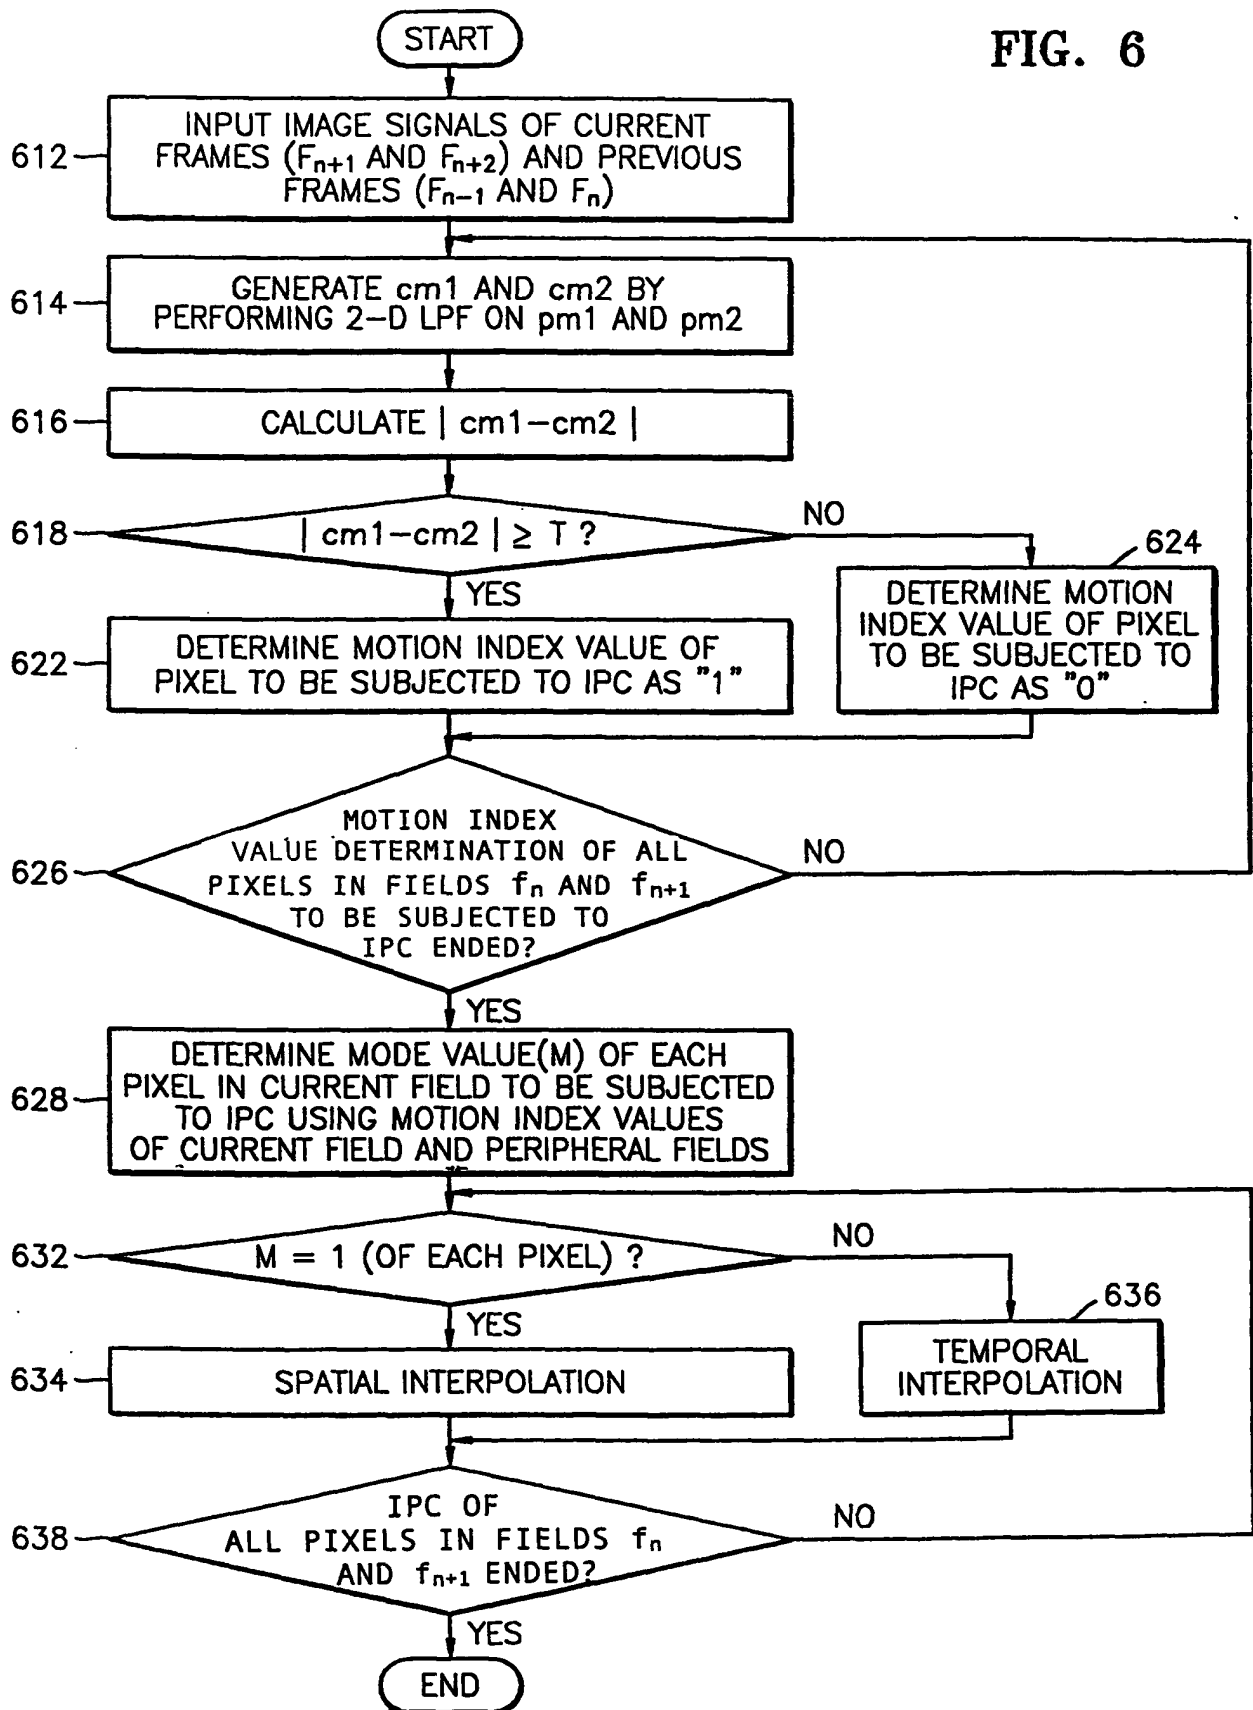 FIG. 6
START
612
INPUT IMAGE SIGNALS OF CURRENT
FRAMES (Fn+1 AND Fn+2) AND PREVIOUS
FRAMES (Fn-1 AND Fn)
614
GENERATE cm1 AND cm2 BY
PERFORMING 2-D LPF ON pm1 AND pm2
616
CALCULATE | cm1-cm2 |
618
| cm1-cm2 | ≥ T ?
NO
YES
624
DETERMINE MOTION
INDEX VALUE OF PIXEL
TO BE SUBJECTED TO
IPC AS "0"
622
DETERMINE MOTION INDEX VALUE OF
PIXEL TO BE SUBJECTED TO IPC AS "1"
626
MOTION INDEX
VALUE DETERMINATION OF ALL
PIXELS IN FIELDS fn AND fn+1
TO BE SUBJECTED TO
IPC ENDED?
NO
YES
628
DETERMINE MODE VALUE(M) OF EACH
PIXEL IN CURRENT FIELD TO BE SUBJECTED
TO IPC USING MOTION INDEX VALUES
OF CURRENT FIELD AND PERIPHERAL FIELDS
632
M = 1 (OF EACH PIXEL) ?
NO
YES
636
TEMPORAL
INTERPOLATION
634
SPATIAL INTERPOLATION
638
IPC OF
ALL PIXELS IN FIELDS fn
AND fn+1 ENDED?
NO
YES
END